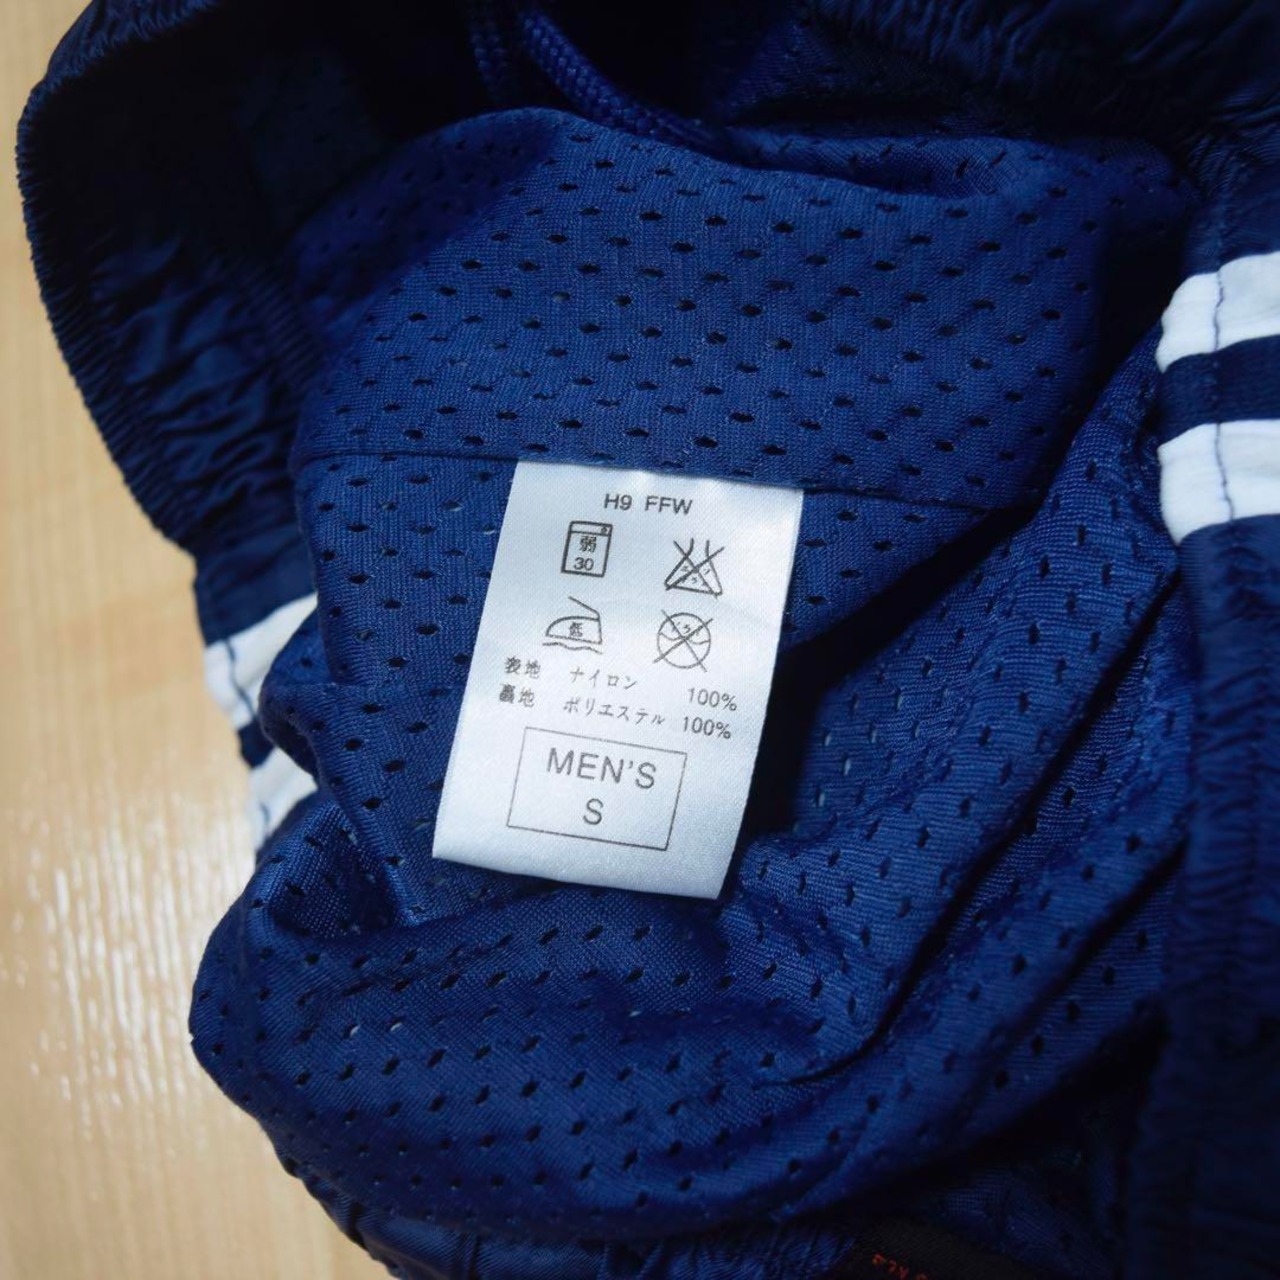 H9 FFW
弱
30
低
表地 ナイロン 100%
裏地 ポリエステル 100%
MEN'S
S